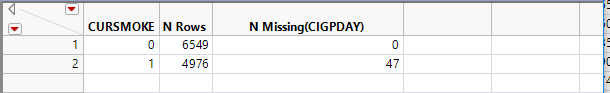 CURSMOKE N Rows N Missing(CIGPDAY)
1 0 6549 0
2 1 4976 47